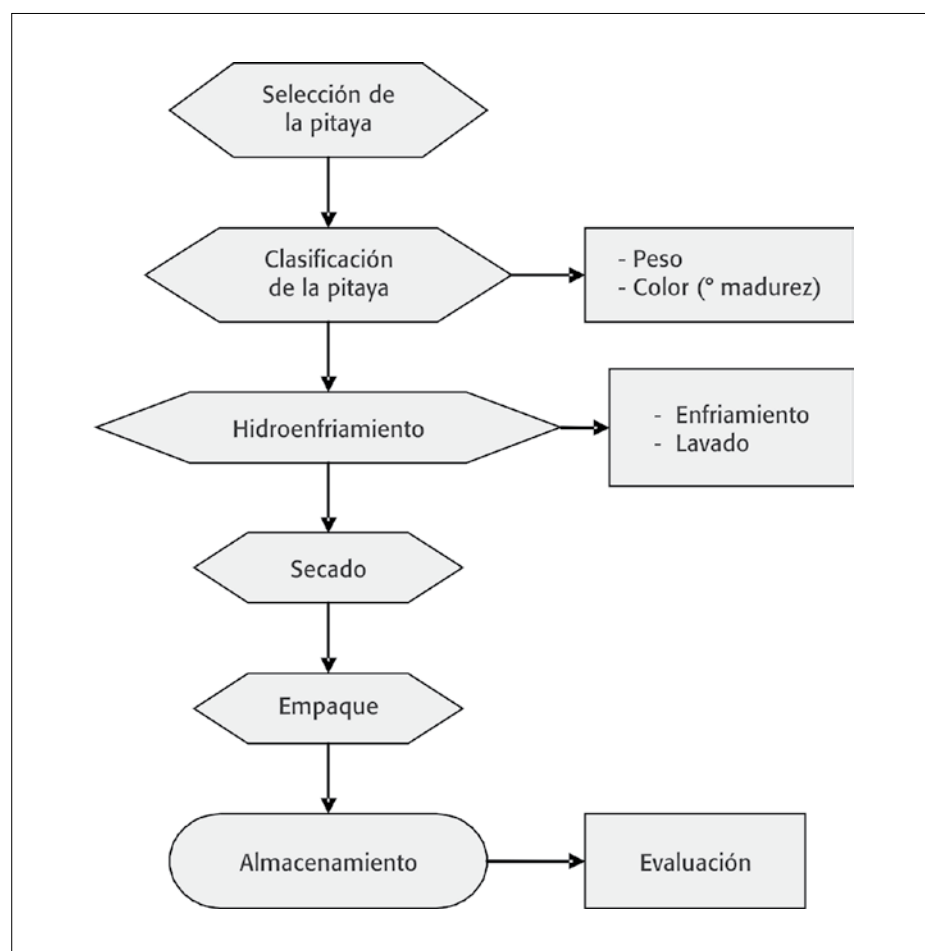 Selección de
la pitaya
Clasificación
de la pitaya
- Peso
- Color (° madurez)
Hidroenfriamiento
- Enfriamiento
- Lavado
Secado
Empaque
Almacenamiento
Evaluación